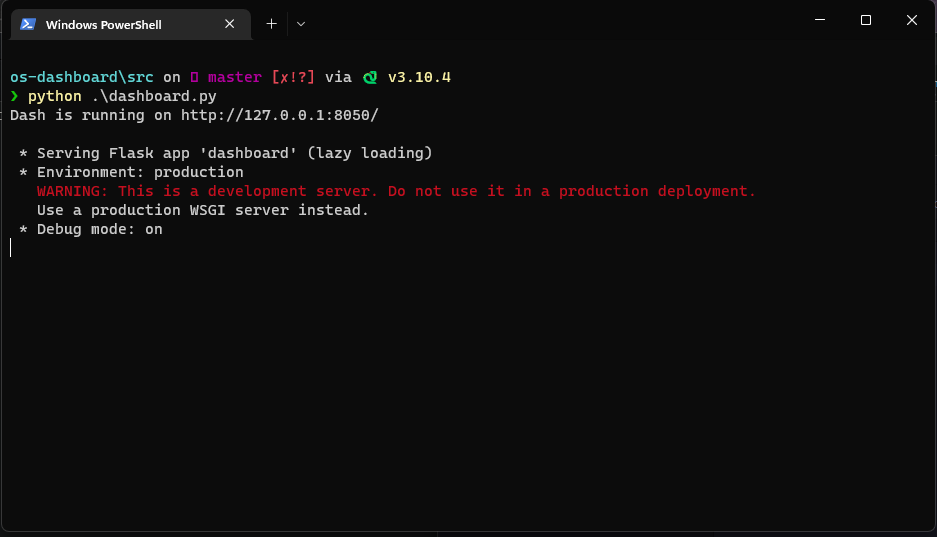 Windows PowerShell
os-dashboard\src on master [✗!?] via v3.10.4
❯ python .\dashboard.py
Dash is running on http://127.0.0.1:8050/
* Serving Flask app 'dashboard' (lazy loading)
* Environment: production
WARNING: This is a development server. Do not use it in a production deployment.
Use a production WSGI server instead.
* Debug mode: on